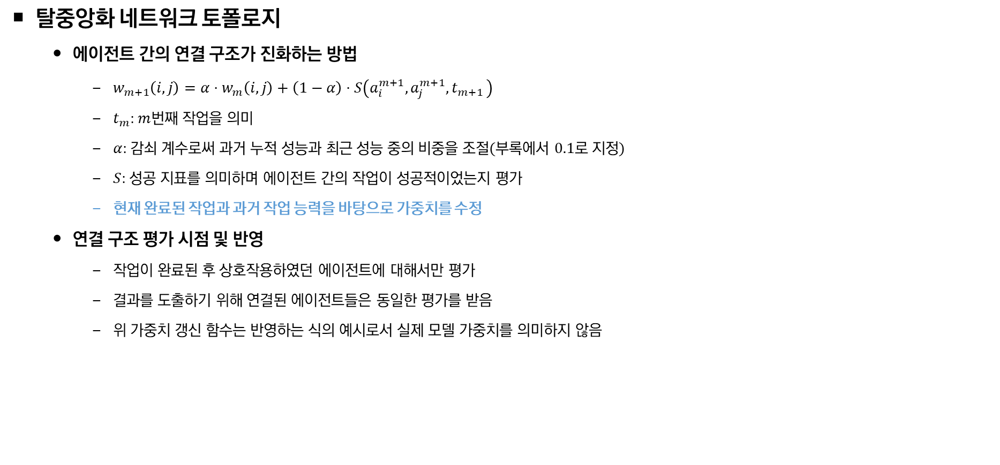 ■ 탈중앙화 네트워크 토폴로지
● 에이전트 간의 연결 구조가 진화하는 방법
– $w_{m+1}(i,j) = \alpha \cdot w_m(i,j) + (1-\alpha) \cdot S(a_i^{m+1}, a_j^{m+1}, t_{m+1})$
– $t_m$: $m$번째 작업을 의미
– $\alpha$: 감쇠 계수로써 과거 누적 성능과 최근 성능 중의 비중을 조절(부록에서 0.1로 지정)
– $S$: 성공 지표를 의미하며 에이전트 간의 작업이 성공적이었는지 평가
– 현재 완료된 작업과 과거 작업 능력을 바탕으로 가중치를 수정
● 연결 구조 평가 시점 및 반영
– 작업이 완료된 후 상호작용하였던 에이전트에 대해서만 평가
– 결과를 도출하기 위해 연결된 에이전트들은 동일한 평가를 받음
– 위 가중치 갱신 함수는 반영하는 식의 예시로서 실제 모델 가중치를 의미하지 않음